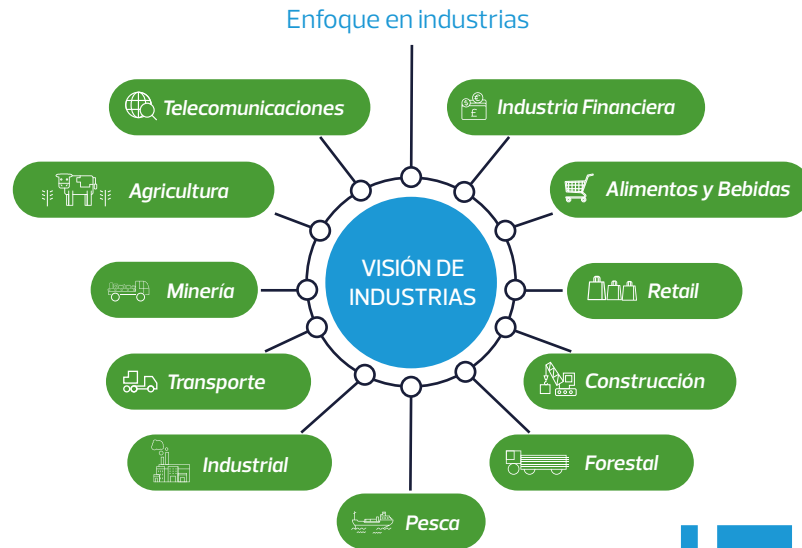 Enfoque en industrias
Telecomunicaciones
Industria Financiera
Agricultura
Alimentos y Bebidas
VISIÓN DE
INDUSTRIAS
Minería
Retail
Transporte
Construcción
Industrial
Forestal
Pesca